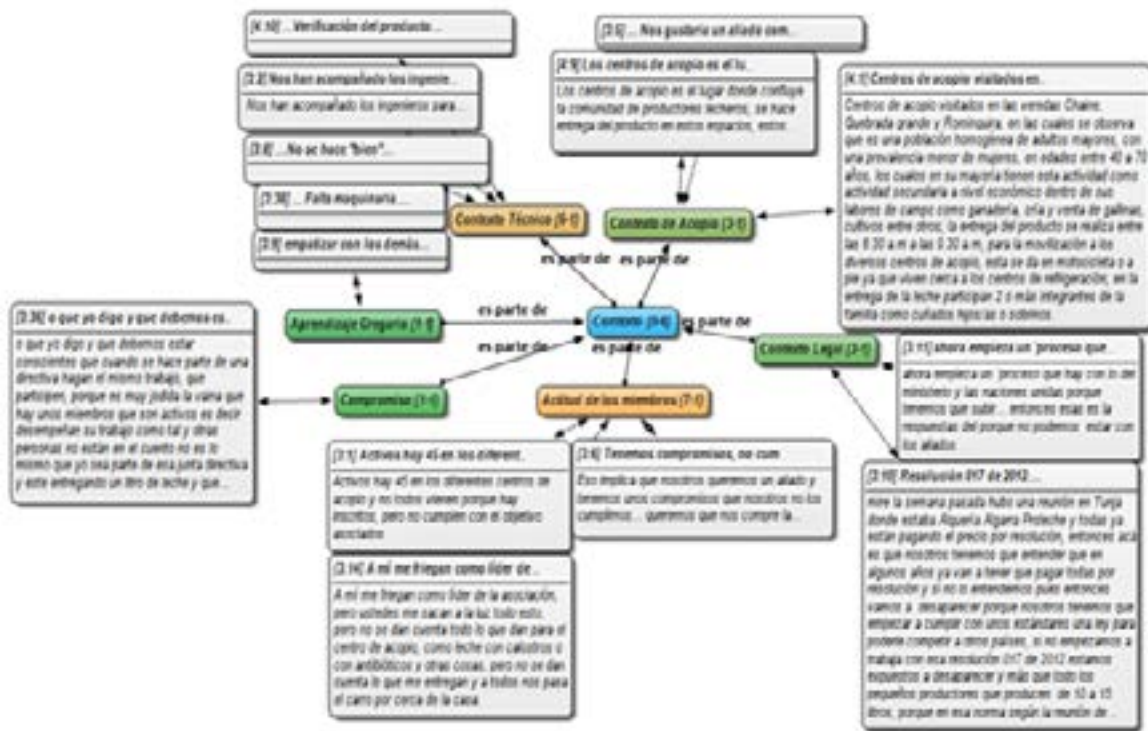 [4:10] ... Verificación del producto...
[3:2] Nos han acompañado los ingenie...
Nos han acompañado los ingenieros para...
[3:8] ...No se hace "bien"...
[3:38] ... Falta maquinaria ...
[3:9] empatizar con los demás...
[3:5] ... Nos gustaría un aliado com...
[4:9] Los centros de acopio es el lu...
Los centros de acopio es el lugar donde confluye
la comunidad de productores lecheros, se hace
entrega del producto en estos espacios, estos
[4:1] Centros de acopio visitados en.
Centros de acopio visitados en las veredas Chaine,
Quebrada grande y Rominquira, en las cuales se observa
que es una población homogénea de adultos mayores, con
una prevalencia menor de mujeres, en edades entre 40 a 70
años, los cuales en su mayoría tienen esta actividad como
actividad secundaria a nivel económico dentro de sus
labores de campo como ganadería, cría y venta de gallinas,
cultivos entre otros, la entrega del producto se realiza entre
las 8:30 a.m a las 9:30 a.m, para la movilización a los
diversos centros de acopio, esta se da en motocicleta o a
pie ya que viven cerca a los centros de refrigeración, en la
entrega de la leche participan 2 o más integrantes de la
familia como cuñados hijos/as o sobrinos.
Contexto Técnico
Contexto de Acopio
es parte de
es parte de
Aprendizaje Gregario
es parte de
Contexto
es parte de
Contexto Legal
es parte de
es parte de
Compromiso
Actitud de los miembros {7-1}
[3:36] o que yo digo y que debemos es..
o que yo digo y que debemos estar
conscientes que cuando se hace parte de una
directiva hagan el mismo trabajo, que
participen, porque es muy jodida la vaina que
hay unos miembros que son activos es decir
desempeñan su trabajo como tal y otras
personas no están en el cuento no es lo
mismo que yo sea parte de esa junta directiva
y este entregando un litro de leche y que...
[3:11] ahora empieza un 'proceso que...
ahora empieza un 'proceso que hay con lo del
ministerio y las naciones unidas porque
tenemos que subir... entonces esas es la
respuestas del porque no podemos estar con
los aliados
[3:1] Activos hay 45 en los diferent..
Activos hay 45 en los diferentes centros de
acopio y no todos vienen porque hay
inscritos, pero no cumplen con el objetivo
asociados
[3:6] Tenemos compromisos, no cum
Eso implica que nosotros queremos un aliado y
tenemos unos compromisos que nosotros no los
cumplimos... queremos que nos compre la...
[3:10] Resolución 017 de 2012...
mire la semana pasada hubo una reunión en Tunja
donde estaba Alquería Algarra Proleche y todas ya
están pagando el precio por resolución, entonces acá
es que nosotros tenemos que entender que en
algunos años ya van a tener que pagar todas por
resolución y si no lo entendemos pues entonces
vamos a desaparecer porque nosotros tenemos que
empezar a cumplir con unos estándares una ley para
poderle competir a otros países, si no empezamos a
trabaja con esa resolución 017 de 2012 estamos
expuestos a desaparecer y más que todo los
pequeños productores que producen de 10 a 15
litros, porque en esa norma según la reunión de ...
[3:14] A mí me friegan como líder de...
A mí me friegan como líder de la asociación,
pero ustedes me sacan a la luz todo esto,
pero no se dan cuenta todo lo que dan para el
centro de acopio, como leche con calostros o
con antibióticos y otras cosas, pero no se dan
cuenta lo que me entregan y a todos nos pasa
el carro por cerca de la casa.